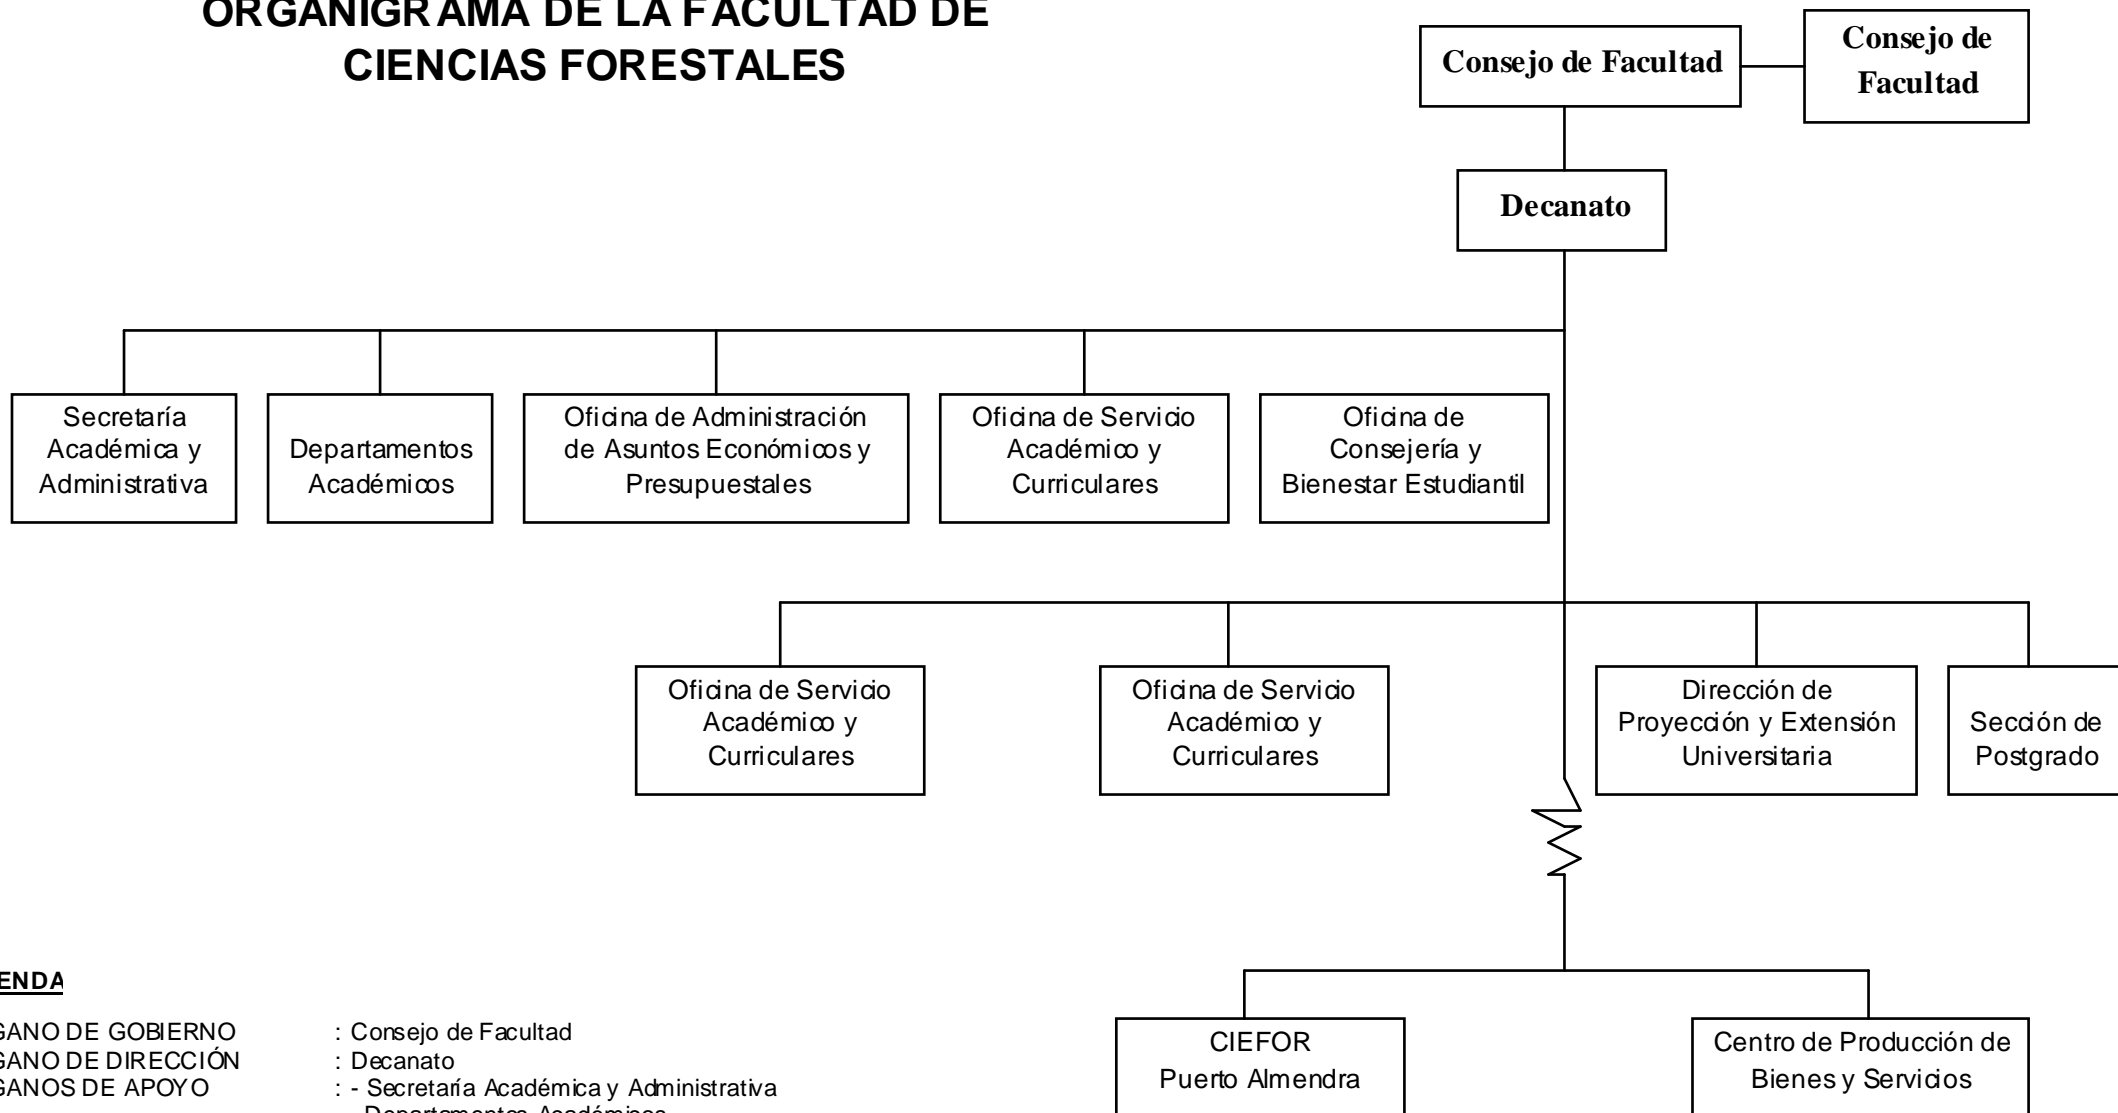 ORGANIGRAMA DE LA FACULTAD DE
CIENCIAS FORESTALES
Consejo de Facultad
Consejo de
Facultad
Decanato
Secretaría
Académica y
Administrativa
Departamentos
Académicos
Oficina de Administración
de Asuntos Económicos y
Presupuestales
Oficina de Servicio
Académico y
Curriculares
Oficina de
Consejería y
Bienestar Estudiantil
Oficina de Servicio
Académico y
Curriculares
Oficina de Servicio
Académico y
Curriculares
Dirección de
Proyección y Extensión
Universitaria
Sección de
Postgrado
CIEFOR
Puerto Almendra
Centro de Producción de
Bienes y Servicios
ENDA
GANO DE GOBIERNO : Consejo de Facultad
GANO DE DIRECCIÓN : Decanato
GANOS DE APOYO : - Secretaría Académica y Administrativa
Departamentos Académicos